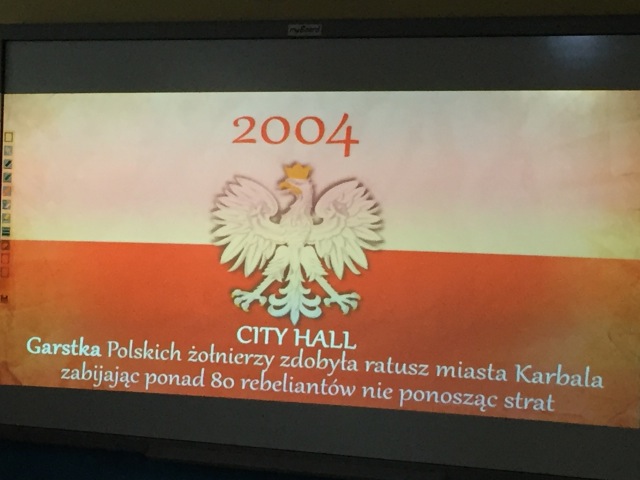 2004
CITY HALL
Garstka Polskich żołnierzy zdobyła ratusz miasta Karbala
zabijając ponad 80 rebeliantów nie ponosząc strat